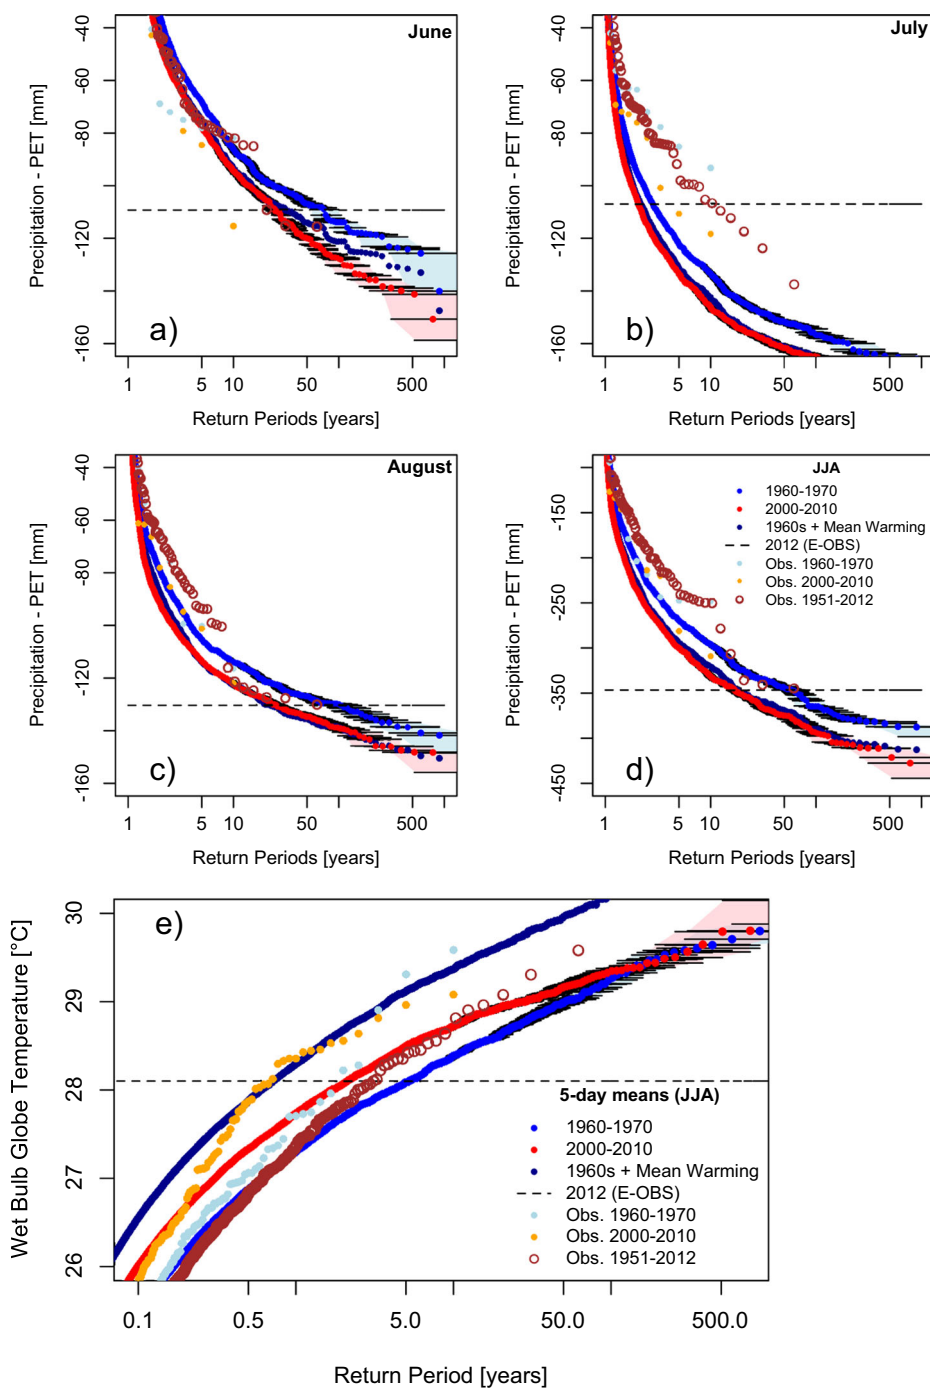 June
-40
-60
-80
-120
-160
Precipitation - PET [mm]
a)
1 5 10 50 500
Return Periods [years]
July
-40
-60
-80
-120
-160
Precipitation - PET [mm]
b)
1 5 10 50 500
Return Periods [years]
August
-40
-60
-80
-120
-160
Precipitation - PET [mm]
c)
1 5 10 50 500
Return Periods [years]
JJA
1960-1970
2000-2010
1960s + Mean Warming
2012 (E-OBS)
Obs. 1960-1970
Obs. 2000-2010
Obs. 1951-2012
-150
-250
-350
-450
Precipitation - PET [mm]
d)
1 5 10 50 500
Return Periods [years]
e)
30
29
28
27
26
Wet Bulb Globe Temperature [°C]
5-day means (JJA)
1960-1970
2000-2010
1960s + Mean Warming
2012 (E-OBS)
Obs. 1960-1970
Obs. 2000-2010
Obs. 1951-2012
0.1 0.5 5.0 50.0 500.0
Return Period [years]